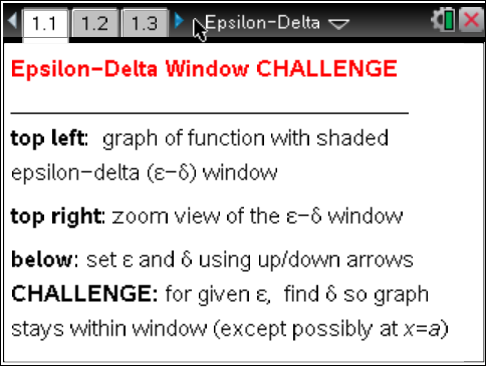 1.1 1.2 1.3 Epsilon-Delta
Epsilon-Delta Window CHALLENGE
top left: graph of function with shaded
epsilon-delta (ε-δ) window
top right: zoom view of the ε-δ window
below: set ε and δ using up/down arrows
CHALLENGE: for given ε, find δ so graph
stays within window (except possibly at x=a)